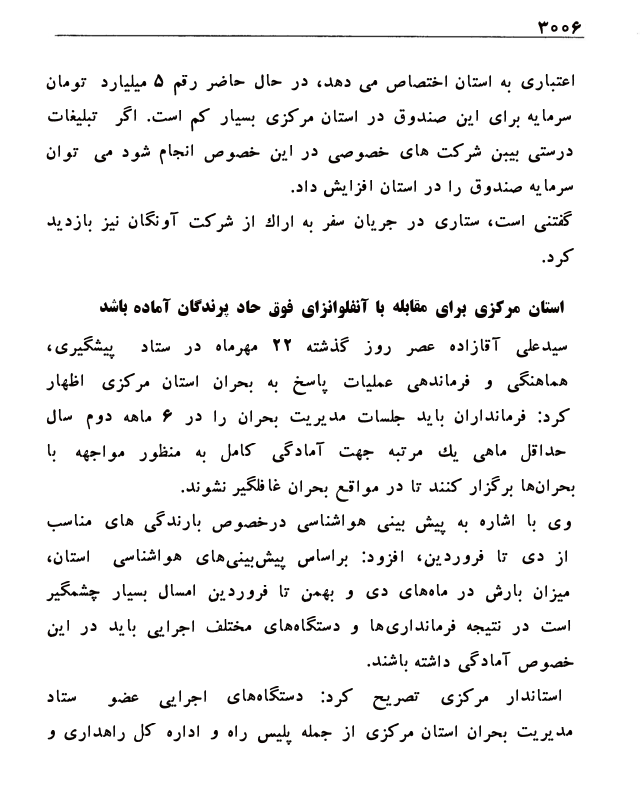 ۳۰۰۶
اعتباری به استان اختصاص می دهد، در حال حاضر رقم ۵ میلیارد تومان
سرمایه برای این صندوق در استان مرکزی بسیار کم است. اگر تبلیغات
درستی بیبن شرکت های خصوصی در این خصوص انجام شود می توان
سرمایه صندوق را در استان افزایش داد.
گفتنی است، ستاری در جریان سفر به اراك از شرکت آونگان نیز بازدید
کرد.
استان مرکزی برای مقابله با آنفلوانزای فوق حاد پرندگان آماده باشد
سیدعلی آقازاده عصر روز گذشته ۲۲ مهرماه در ستاد پیشگیری،
هماهنگی و فرماندهی عملیات پاسخ به بحران استان مرکزی اظهار
کرد: فرمانداران باید جلسات مدیریت بحران را در ۶ ماهه دوم سال
حداقل ماهی یك مرتبه جهت آمادگی کامل به منظور مواجهه با
بحران‌ها برگزار کنند تا در مواقع بحران غافلگیر نشوند.
وی با اشاره به پیش بینی هواشناسی درخصوص بارندگی های مناسب
از دی تا فروردین، افزود: براساس پیش‌بینی‌های هواشناسی استان،
میزان بارش در ماه‌های دی و بهمن تا فروردین امسال بسیار چشمگیر
است در نتیجه فرمانداری‌ها و دستگاه‌های مختلف اجرایی باید در این
خصوص آمادگی داشته باشند.
استاندار مرکزی تصریح کرد: دستگاه‌های اجرایی عضو ستاد
مدیریت بحران استان مرکزی از جمله پلیس راه و اداره کل راهداری و